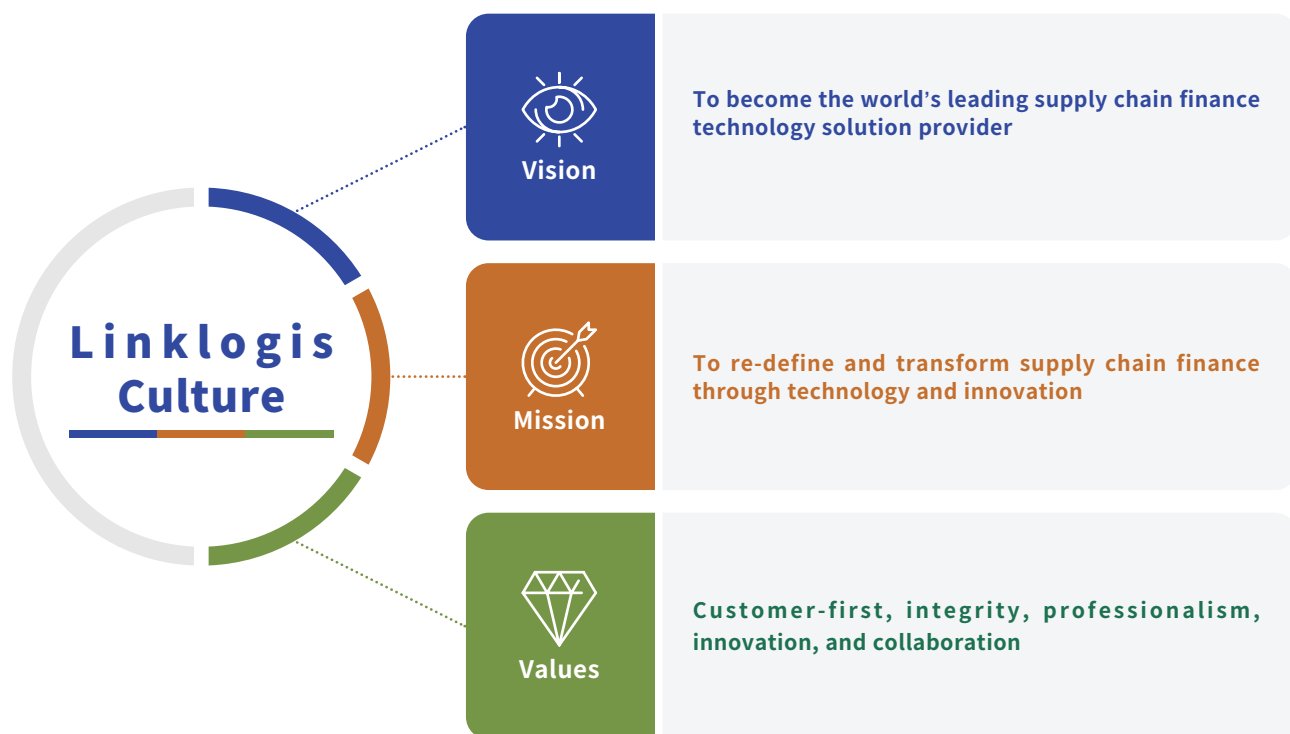 Linklogis
Culture
Vision
To become the world’s leading supply chain finance
technology solution provider
Mission
To re-define and transform supply chain finance
through technology and innovation
Values
Customer-first, integrity, professionalism,
innovation, and collaboration